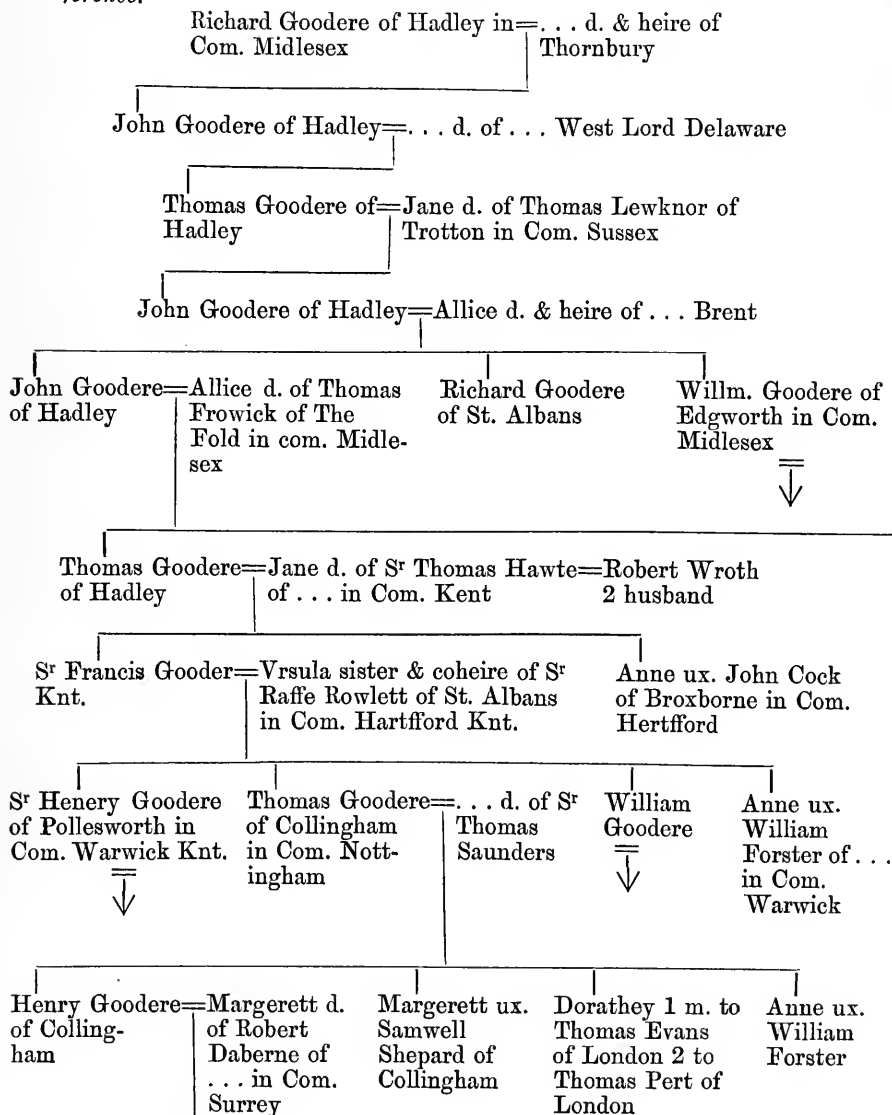 Richard Goodere of Hadley in=. . . d. & heire of
Com. Midlesex
Thornbury
John Goodere of Hadley=. . . d. of . . . West Lord Delaware
Thomas Goodere of=Jane d. of Thomas Lewknor of
Hadley
Trotton in Com. Sussex
John Goodere of Hadley=Allice d. & heire of . . . Brent
John Goodere=
of Hadley
Allice d. of Thomas
Frowick of The
Fold in com. Midle-
sex
Richard Goodere
of St. Albans
Willm. Goodere of
Edgworth in Com.
Midlesex
=
Thomas Goodere=
of Hadley
Jane d. of Sʳ Thomas Hawte=
of . . . in Com. Kent
Robert Wroth
2 husband
Sʳ Francis Gooder=
Knt.
Vrsula sister & coheire of Sʳ
Raffe Rowlett of St. Albans
in Com. Hartfford Knt.
Anne ux. John Cock
of Broxborne in Com.
Hertfford
Sʳ Henery Goodere
of Pollesworth in
Com. Warwick Knt.
=
Thomas Goodere=
of Collingham
in Com. Nott-
ingham
. . . d. of Sʳ
Thomas
Saunders
William
Goodere
=
Anne ux.
William
Forster of . . .
in Com.
Warwick
Henry Goodere=
of Colling-
ham
Margerett d.
of Robert
Daberne of
. . . in Com.
Surrey
Margerett ux.
Samwell
Shepard of
Collingham
Dorathey 1 m. to
Thomas Evans
of London 2 to
Thomas Pert of
London
Anne ux.
William
Forster